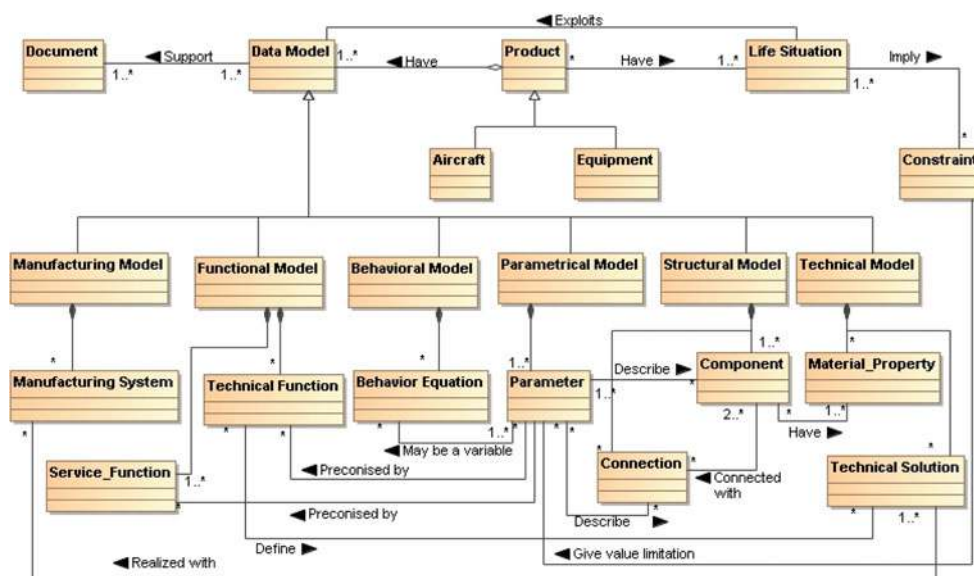 ◄ Exploits
Document
◄ Support
1..*
1..*
Data Model
1..*
◄ Have
Product
*
Have ►
1..*
Life Situation
1..*
Imply ►
*
Aircraft
Equipment
Constraint
Manufacturing Model
Functional Model
Behavioral Model
Parametrical Model
Structural Model
Technical Model
*
*
*
1..*
1..*
*
Manufacturing System
Technical Function
Behavior Equation
Parameter
Describe ►
1..*
*
Component
Material_Property
*
*
*
*
1..*
*
*
*
2..*
*
1..*
Have ►
◄ May be a variable
Service_Function
1..*
*
◄ Preconised by
◄ Preconised by
*
*
Connection
*
◄ Connected
with
*
Technical Solution
*
1..*
Describe ►
Define ►
◄ Realized with
◄ Give value limitation